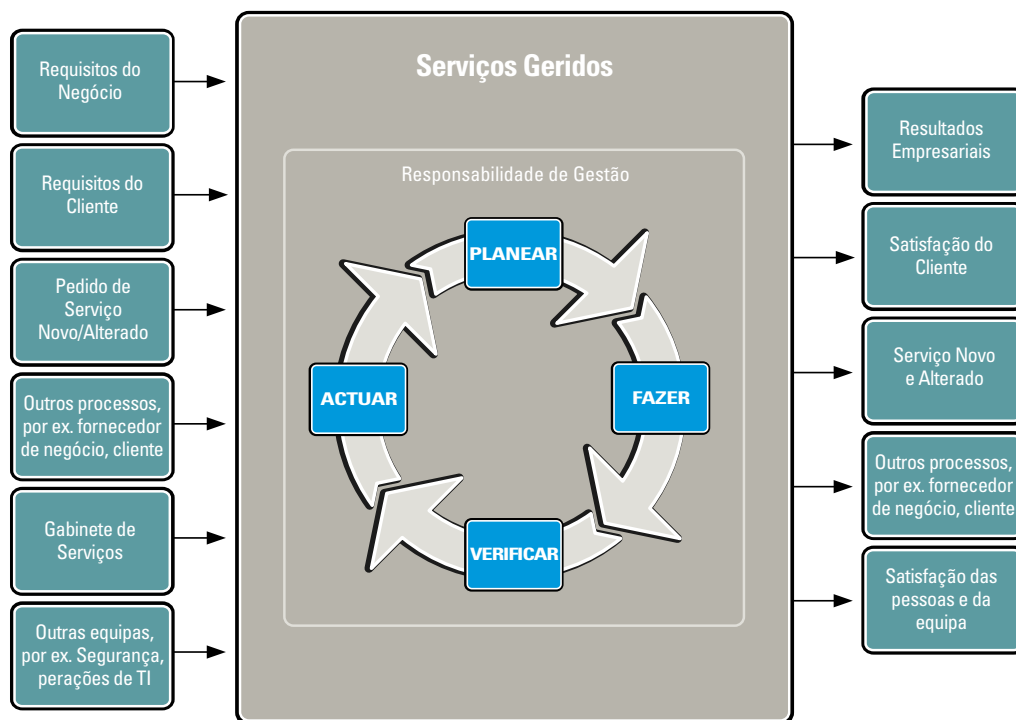 Requisitos do
Negócio
Requisitos do
Cliente
Pedido de
Serviço
Novo/Alterado
Outros processos,
por ex. fornecedor
de negócio, cliente
Gabinete de
Serviços
Outras equipas,
por ex. Segurança,
perações de TI
Serviços Geridos
Responsabilidade de Gestão
PLANEAR
FAZER
VERIFICAR
ACTUAR
Resultados
Empresariais
Satisfação do
Cliente
Serviço Novo
e Alterado
Outros processos,
por ex. fornecedor
de negócio, cliente
Satisfação das
pessoas e da
equipa